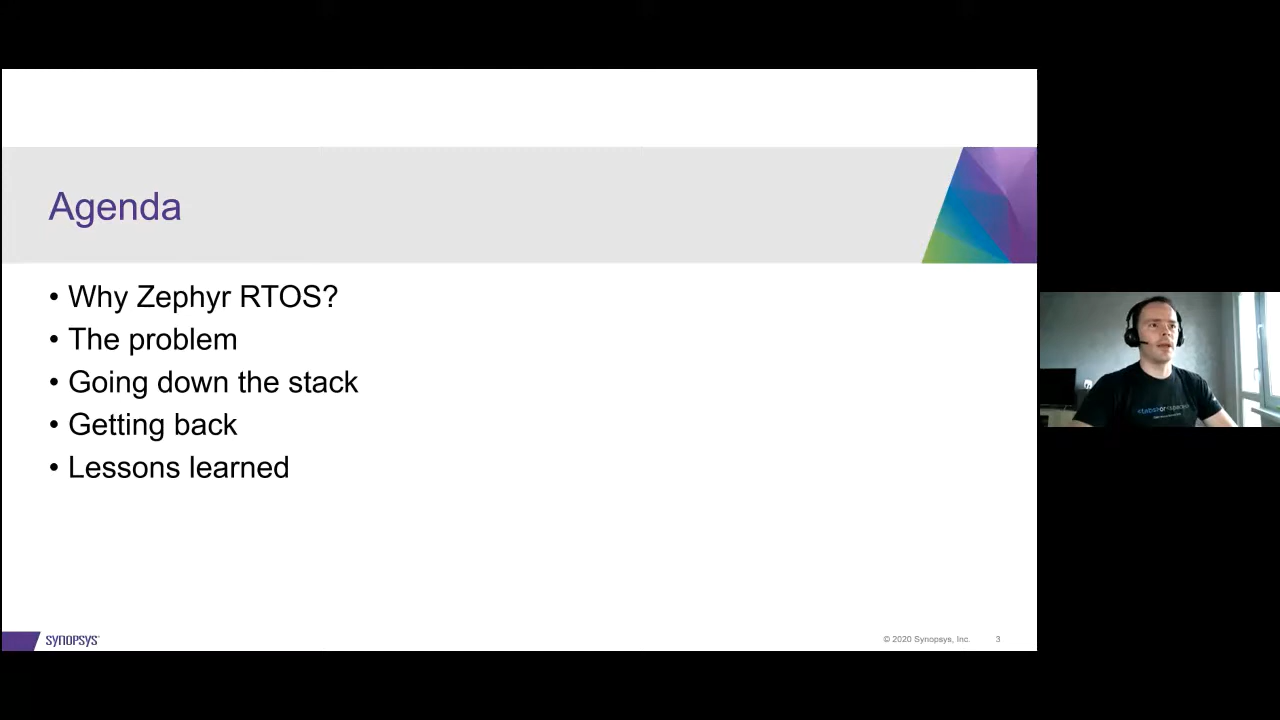 Agenda
• Why Zephyr RTOS?
• The problem
• Going down the stack
• Getting back
• Lessons learned
SYNOPSYS®
© 2020 Synopsys, Inc. 3